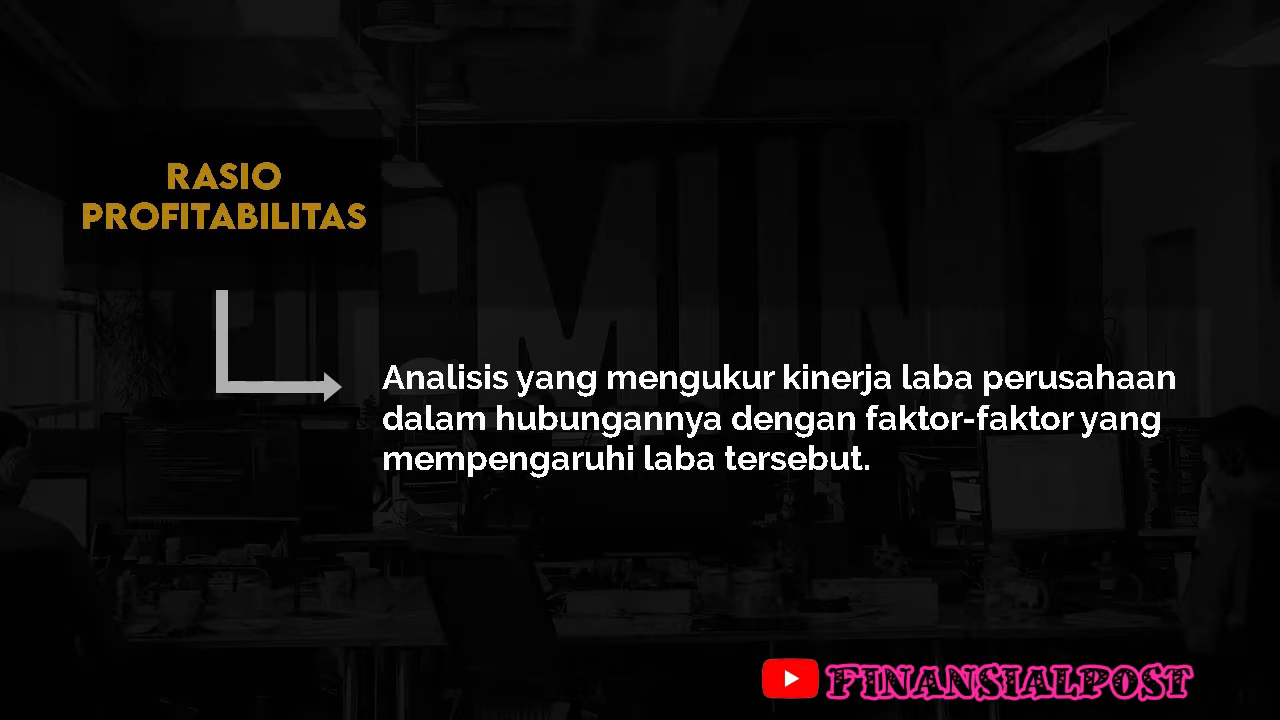 RASIO
PROFITABILITAS
Analisis yang mengukur kinerja laba perusahaan
dalam hubungannya dengan faktor-faktor yang
mempengaruhi laba tersebut.
FINANSIALPOST